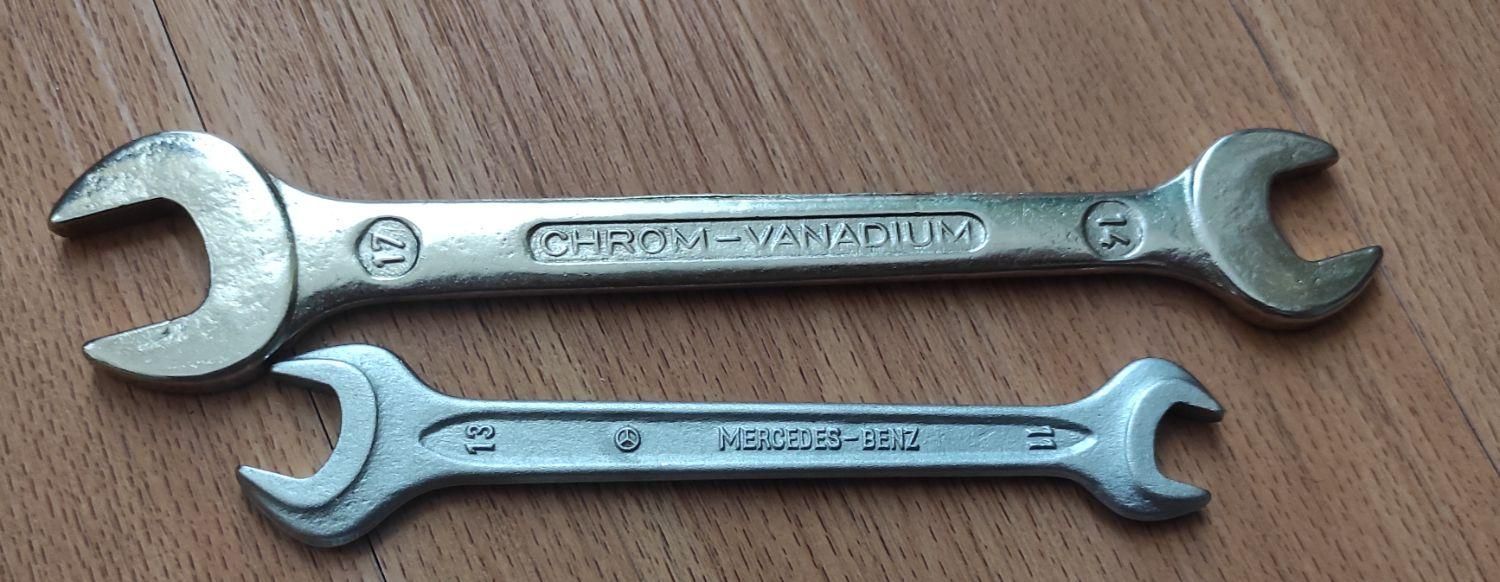 17 CHROM-VANADIUM 14
13 MERCEDES-BENZ 11